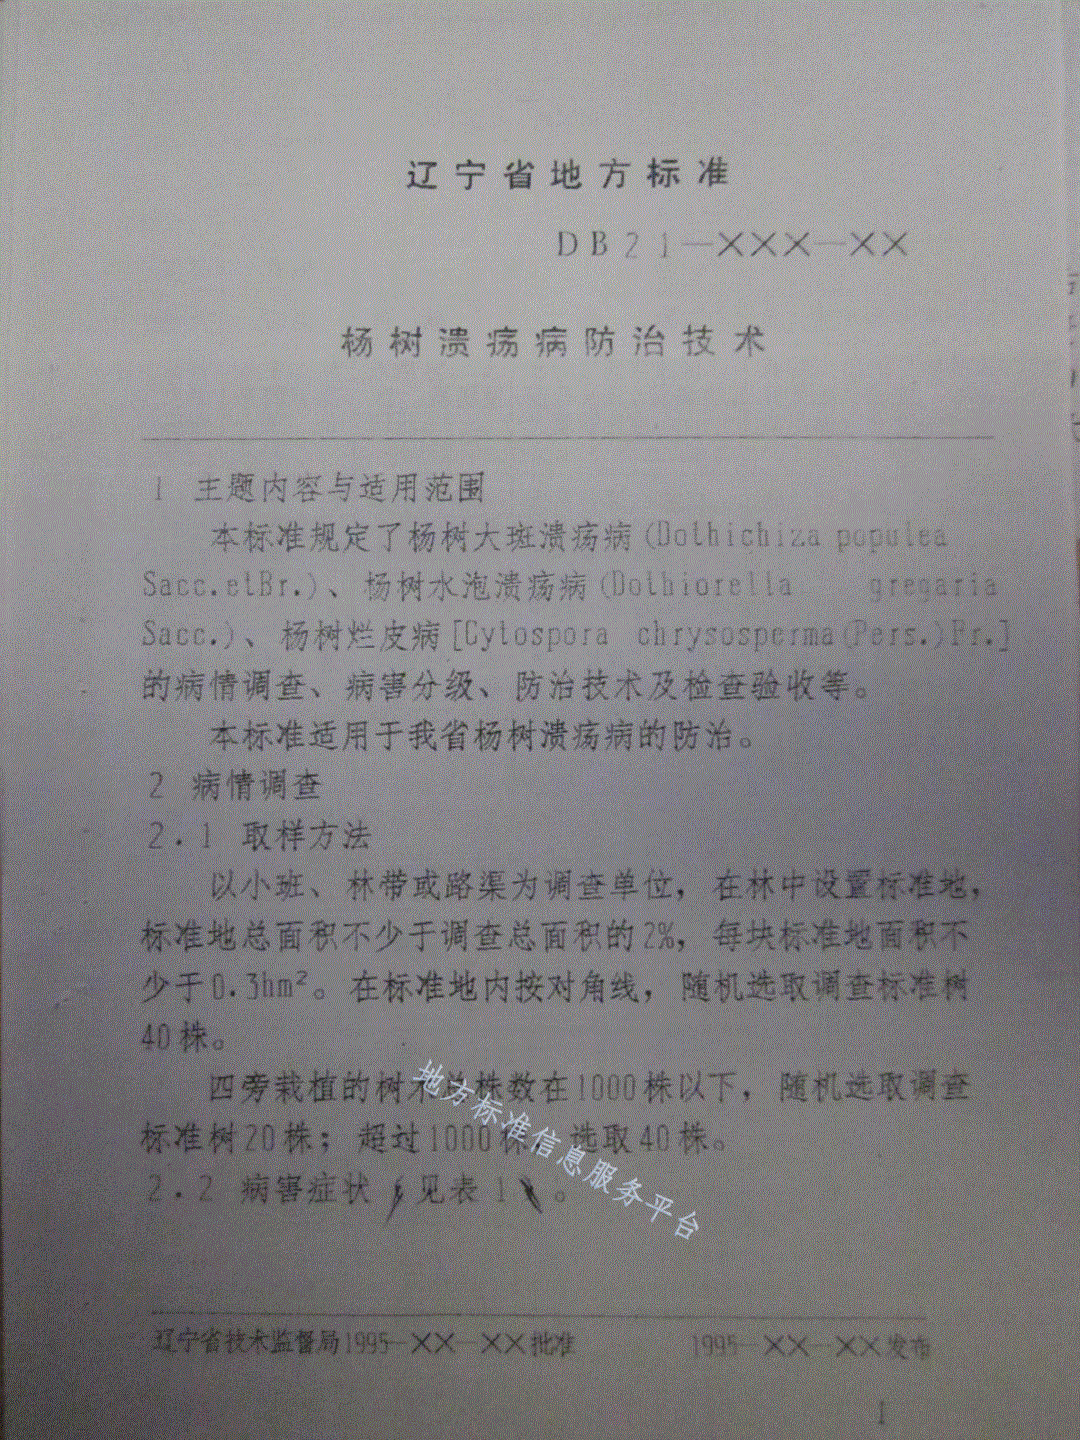 辽宁省地方标准
DB21—×××—××
杨树溃疡病防治技术
1 主题内容与适用范围
本标准规定了杨树大斑溃疡病(Dothichiza populea
Sacc.etBr.)、杨树水泡溃疡病(Dothiorella gregaria
Sacc.)、杨树烂皮病[Cytospora chrysosperma(Pers.)Fr.]
的病情调查、病害分级、防治技术及检查验收等。
本标准适用于我省杨树溃疡病的防治。
2 病情调查
2.1 取样方法
以小班、林带或路渠为调查单位，在林中设置标准地，
标准地总面积不少于调查总面积的2%，每块标准地面积不
少于0.3hm²。在标准地内按对角线，随机选取调查标准树
40株。
四旁栽植的树木总株数在1000株以下，随机选取调查
标准树20株；超过1000株，选取40株。
2.2 病害症状 见表1 。
地方标准信息服务平台
辽宁省技术监督局1995-××-××批准 1995-××-××发布
1